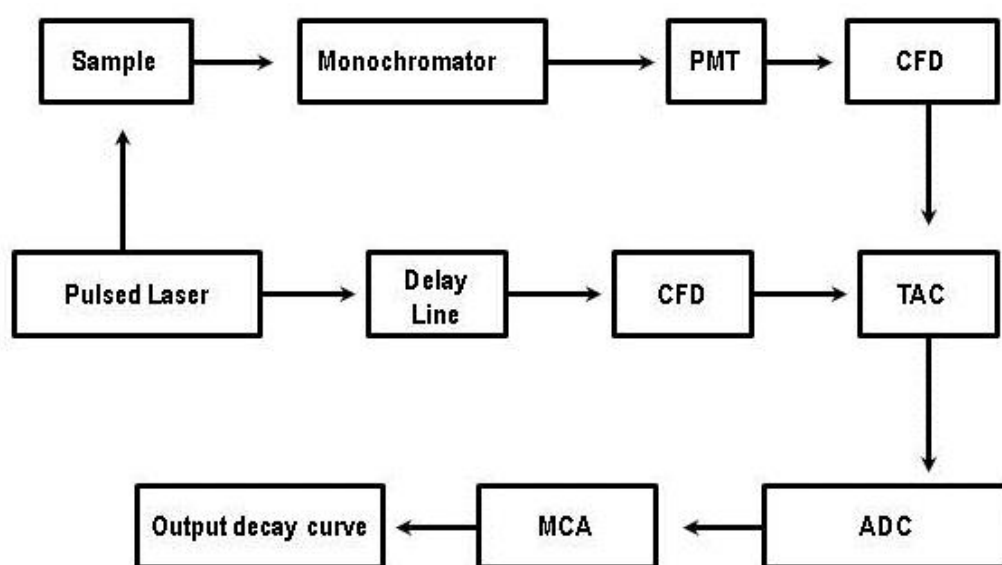 Sample
Monochromator
PMT
CFD
Pulsed Laser
Delay
Line
CFD
TAC
Output decay curve
MCA
ADC